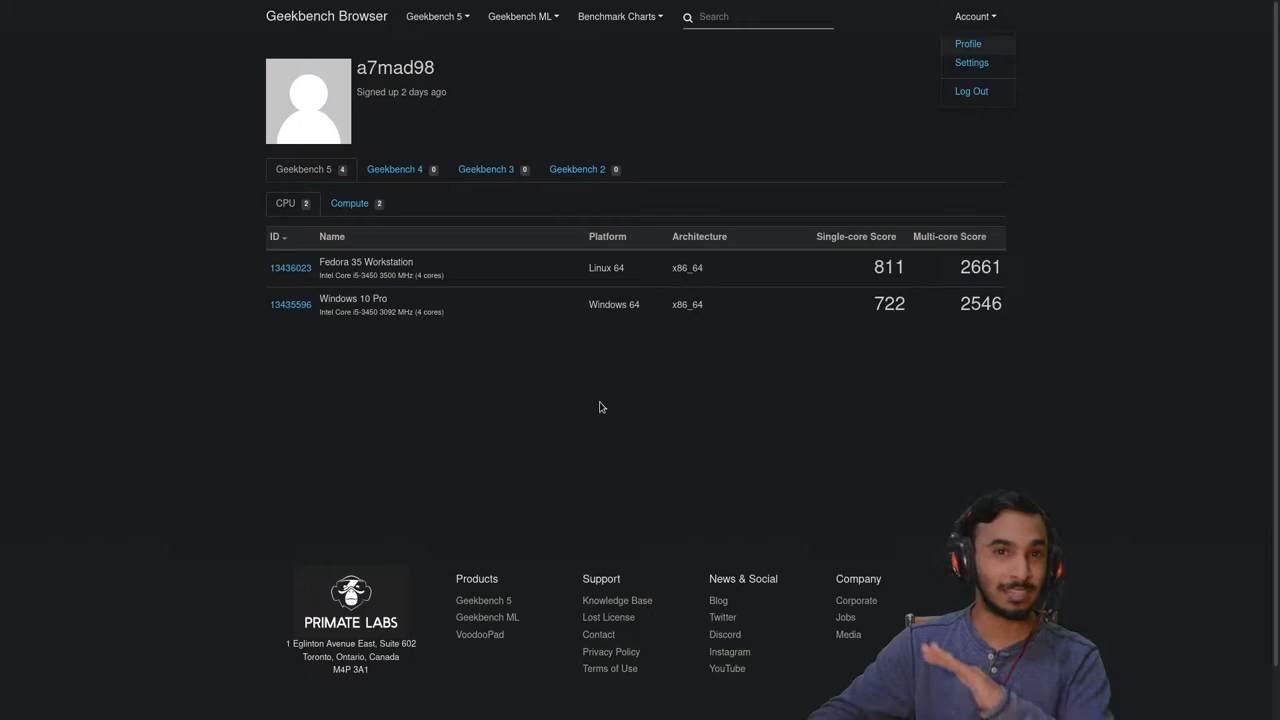 Geekbench Browser
Geekbench 5
Geekbench ML
Benchmark Charts
Search
Account
Profile
Settings
Log Out
a7mad98
Signed up 2 days ago
Geekbench 5 4
Geekbench 4 0
Geekbench 3 0
Geekbench 2 0
CPU 2
Compute 2
ID Name Platform Architecture Single-core Score Multi-core Score
13436023 Fedora 35 Workstation Linux 64 x86_64 811 2661
Intel Core i5-3450 3500 MHz (4 cores)
13435596 Windows 10 Pro Windows 64 x86_64 722 2546
Intel Core i5-3450 3092 MHz (4 cores)
PRIMATE LABS
1 Eglinton Avenue East, Suite 602
Toronto, Ontario, Canada
M4P 3A1
Products
Geekbench 5
Geekbench ML
VoodooPad
Support
Knowledge Base
Lost License
Contact
Privacy Policy
Terms of Use
News & Social
Blog
Twitter
Discord
Instagram
YouTube
Company
Corporate
Jobs
Media